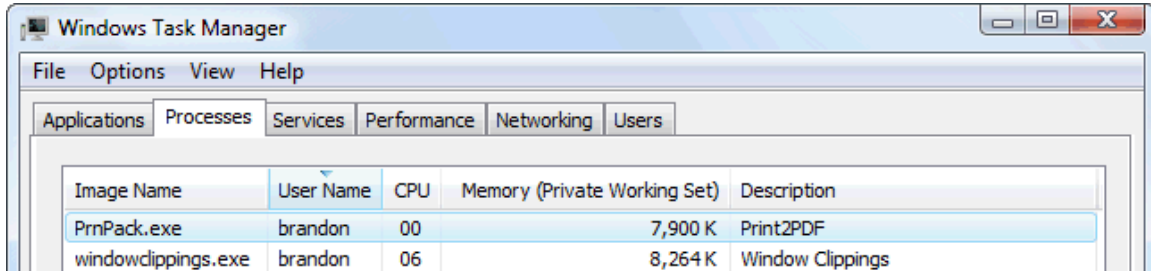 Windows Task Manager
File Options View Help
Applications Processes Services Performance Networking Users
Image Name User Name CPU Memory (Private Working Set) Description
PrnPack.exe brandon 00 7,900 K Print2PDF
windowclippings.exe brandon 06 8,264 K Window Clippings